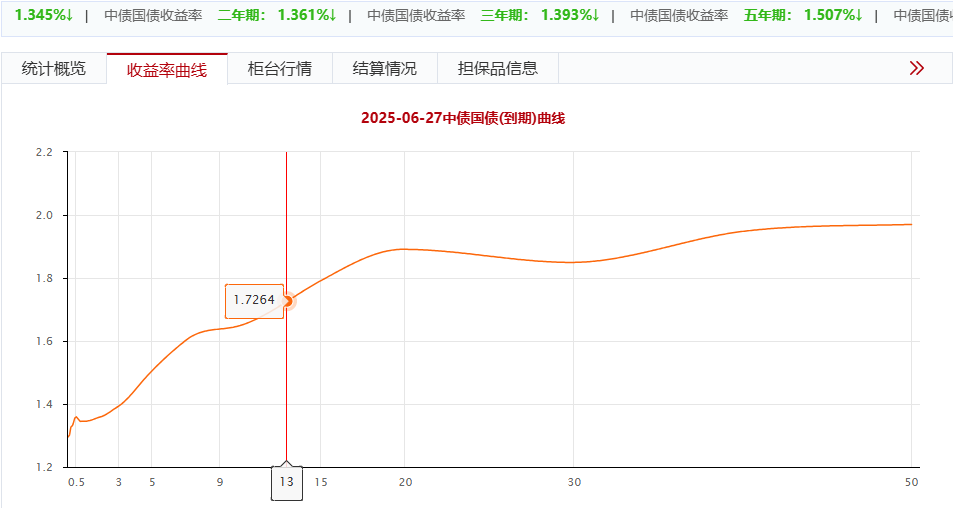 1.345%↓ | 中债国债收益率 二年期： 1.361%↓ | 中债国债收益率 三年期： 1.393%↓ | 中债国债收益率 五年期： 1.507%↓ | 中债国债
统计概览 收益率曲线 柜台行情 结算情况 担保品信息
2025-06-27中债国债(到期)曲线
2.2
2.0
1.8
1.7264
1.6
1.4
1.2
0.5 3 5 9 13 15 20 30 50